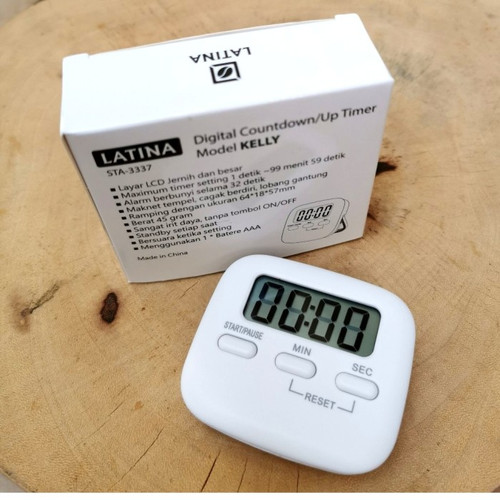 LATINA
LATINA
STA-3337
Digital Countdown/Up Timer
Model KELLY
• Layar LCD Jernih dan besar
• Maximum timer setting 1 detik ~99 menit 59 detik
• Alarm berbunyi selama 32 detik
• Maknet tempel, cagak berdiri, lobang gantung
• Ramping dengan ukuran 64*18*57mm
• Berat 45 gram
• Sangat irit daya, tanpa tombol ON/OFF
• Standby setiap saat
• Bersuara ketika setting
• Menggunakan 1 * Batere AAA
Made in China
00:00
00:00
START/PAUSE
MIN
SEC
RESET